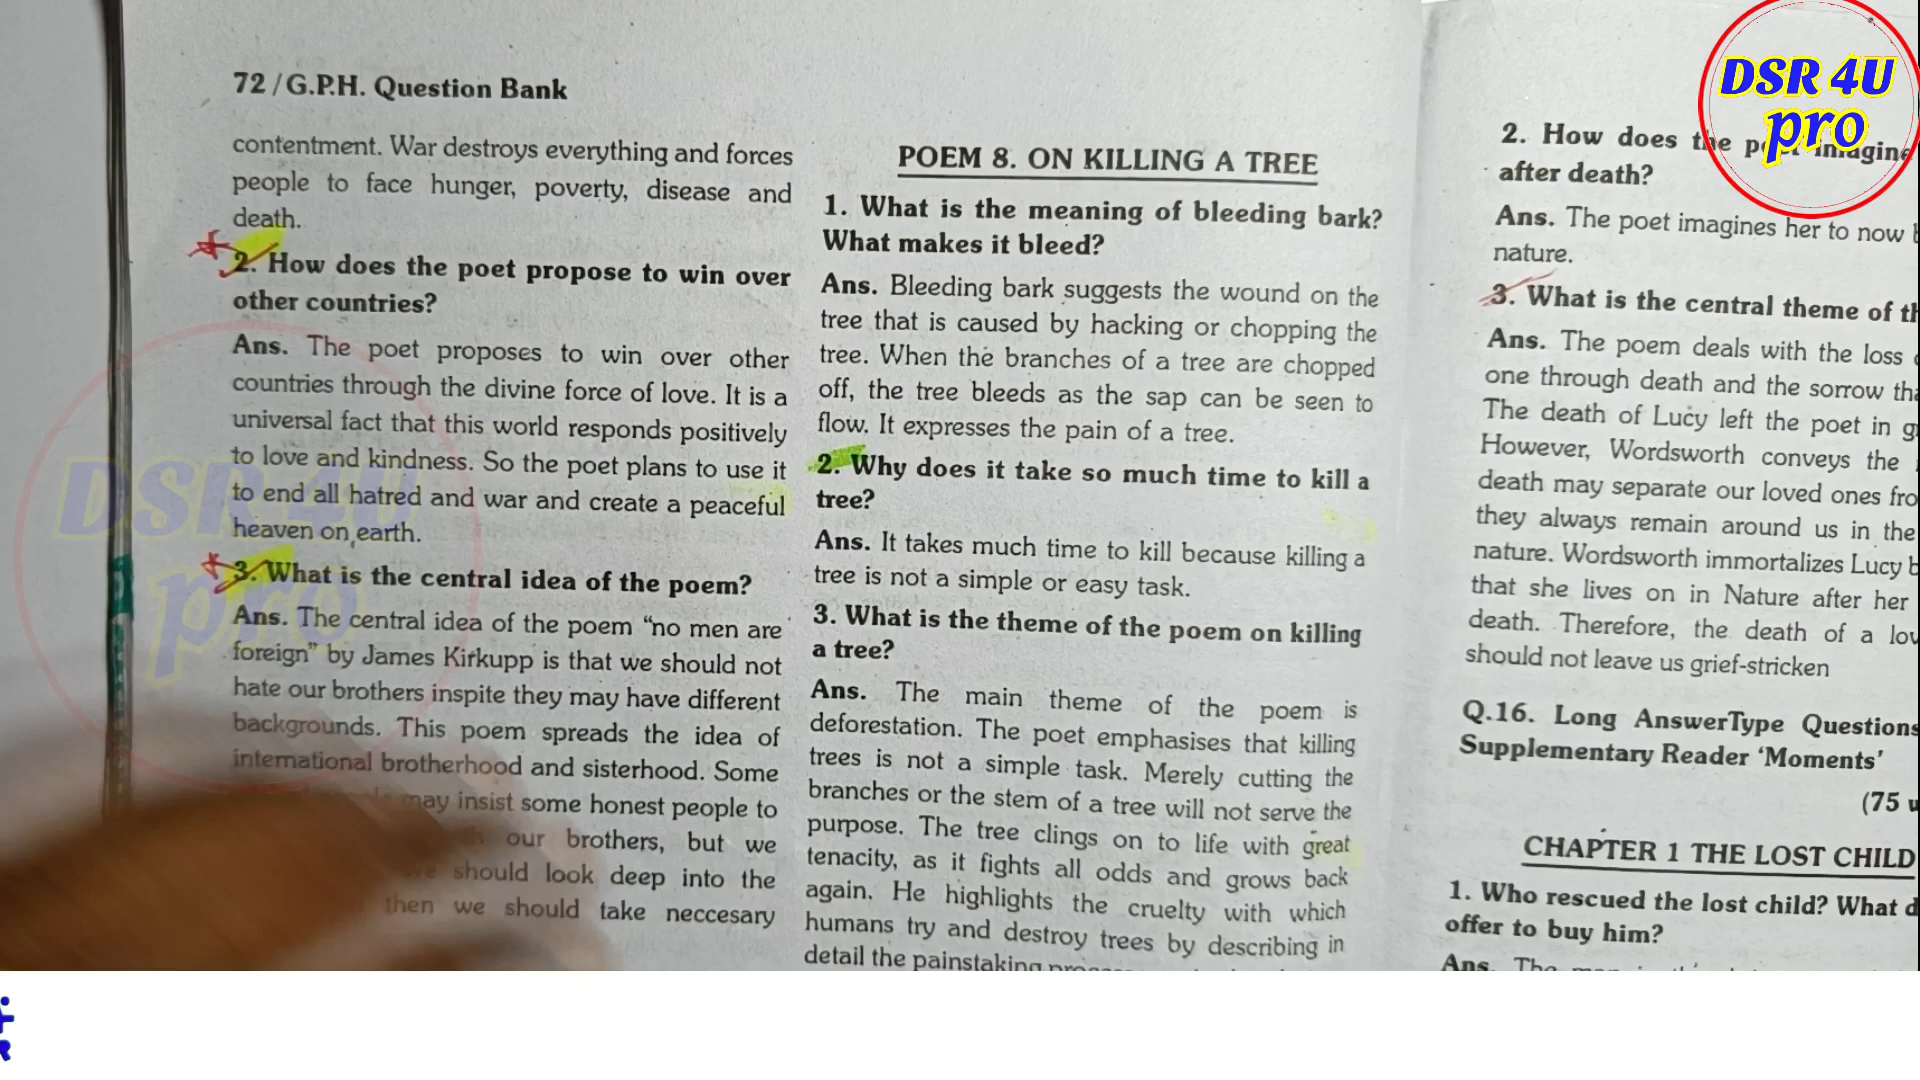 72 / G.P.H. Question Bank
contentment. War destroys everything and forces
people to face hunger, poverty, disease and
death.
2. How does the poet propose to win over
other countries?
Ans. The poet proposes to win over other
countries through the divine force of love. It is a
universal fact that this world responds positively
to love and kindness. So the poet plans to use it
to end all hatred and war and create a peaceful
heaven on earth.
3. What is the central idea of the poem?
Ans. The central idea of the poem “no men are
foreign” by James Kirkupp is that we should not
hate our brothers inspite they may have different
backgrounds. This poem spreads the idea of
international brotherhood and sisterhood. Some
may insist some honest people to
our brothers, but we
should look deep into the
then we should take neccesary
POEM 8. ON KILLING A TREE
1. What is the meaning of bleeding bark?
What makes it bleed?
Ans. Bleeding bark suggests the wound on the
tree that is caused by hacking or chopping the
tree. When the branches of a tree are chopped
off, the tree bleeds as the sap can be seen to
flow. It expresses the pain of a tree.
2. Why does it take so much time to kill a
tree?
Ans. It takes much time to kill because killing a
tree is not a simple or easy task.
3. What is the theme of the poem on killing
a tree?
Ans. The main theme of the poem is
deforestation. The poet emphasises that killing
trees is not a simple task. Merely cutting the
branches or the stem of a tree will not serve the
purpose. The tree clings on to life with great
tenacity, as it fights all odds and grows back
again. He highlights the cruelty with which
humans try and destroy trees by describing in
detail the painstaking
2. How does the
after death?
Ans. The poet imagines her to now
nature.
3. What is the central theme of
Ans. The poem deals with the loss
one through death and the sorrow
The death of Lucy left the poet in
However, Wordsworth conveys the
death may separate our loved ones
they always remain around us in the
nature. Wordsworth immortalizes Lucy
that she lives on in Nature after her
death. Therefore, the death of a
should not leave us grief-stricken
Q.16. Long AnswerType Questions
Supplementary Reader ‘Moments’
(75
CHAPTER 1 THE LOST CHILD
1. Who rescued the lost child? What
offer to buy him?
Ans. The
DSR 4U
pro
DSR 4U
pro